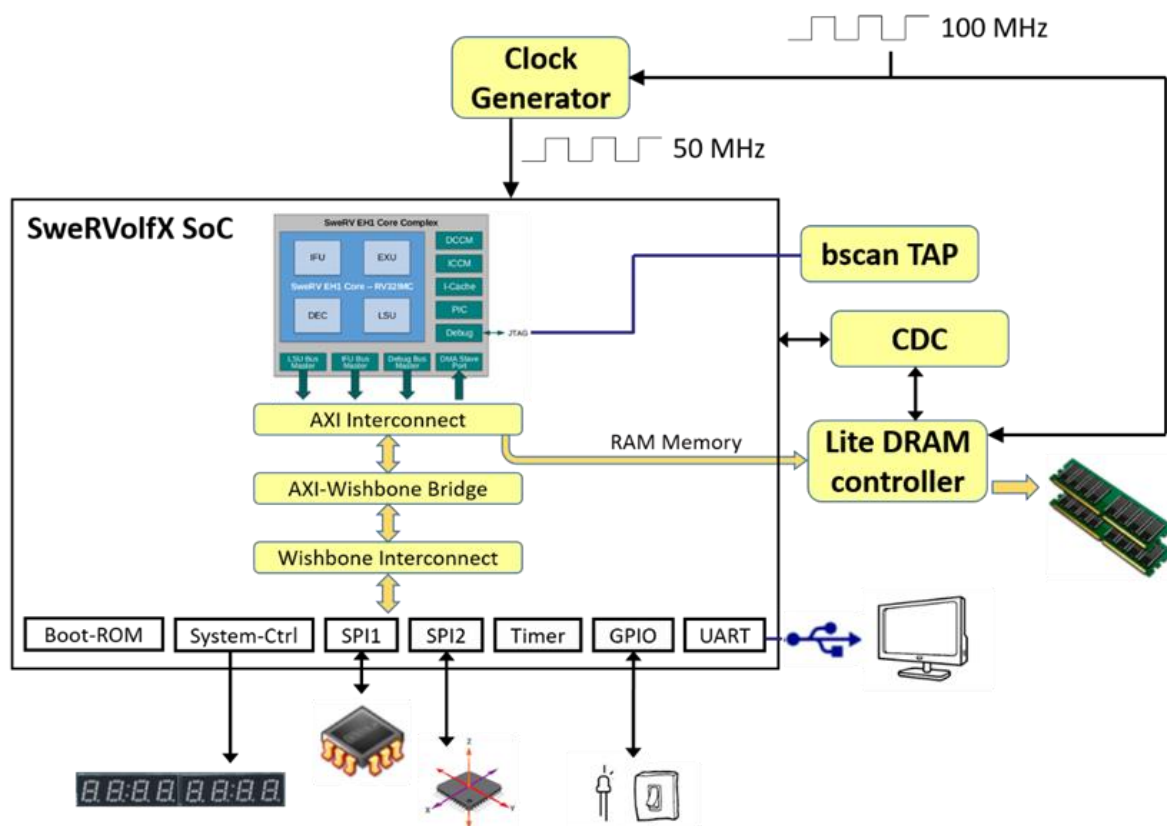 100 MHz
Clock
Generator
50 MHz
SweRVolfX SoC
SweRV EH1 Core Complex
IFU
EXU
SweRV EH1 Core – RV32IMC
DEC
LSU
DCCM
ICCM
I-Cache
PIC
Debug
JTAG
LSU Bus
Master
IFU Bus
Master
Debug Bus
Master
DMA Slave
Port
bscan TAP
CDC
AXI Interconnect
RAM Memory
Lite DRAM
controller
AXI-Wishbone Bridge
Wishbone Interconnect
Boot-ROM
System-Ctrl
SPI1
SPI2
Timer
GPIO
UART
Z
X
Y